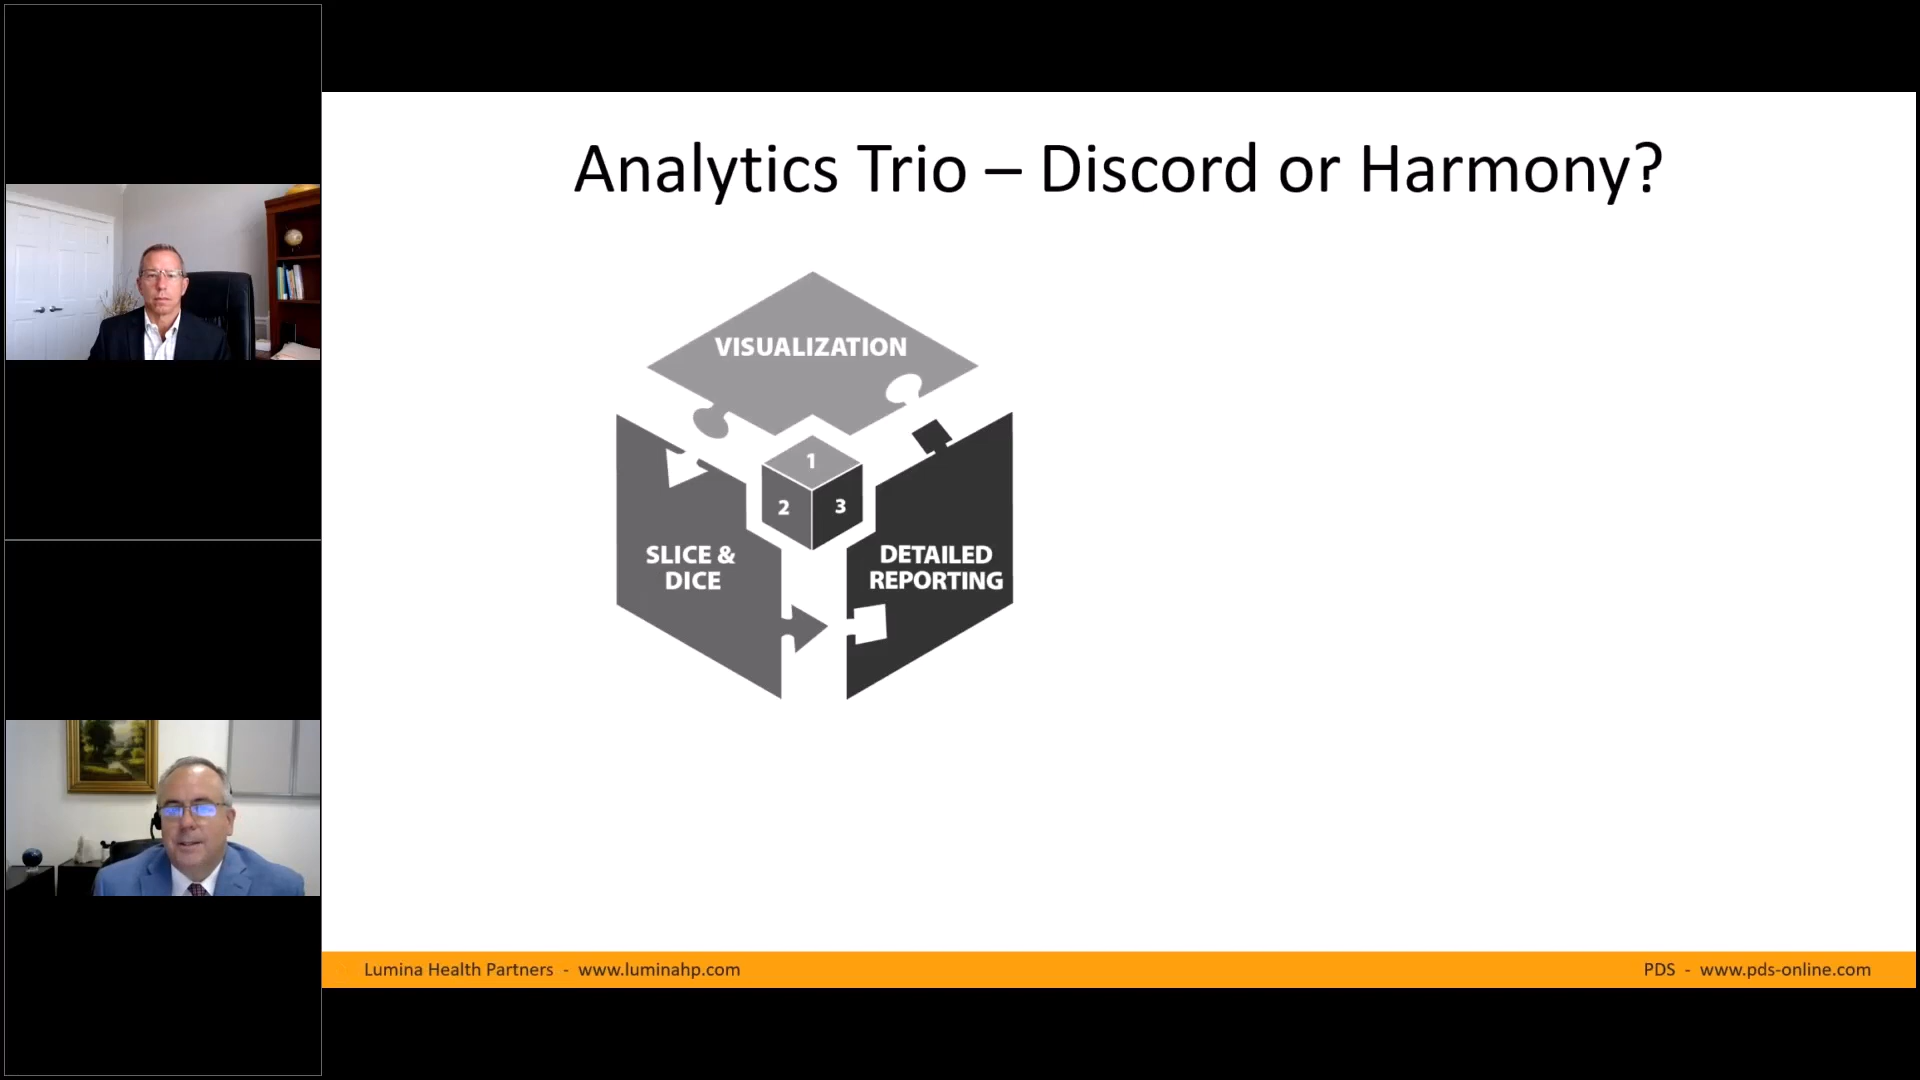 Analytics Trio – Discord or Harmony?
VISUALIZATION
1
2
3
SLICE &
DICE
DETAILED
REPORTING
Lumina Health Partners - www.luminahp.com
PDS - www.pds-online.com